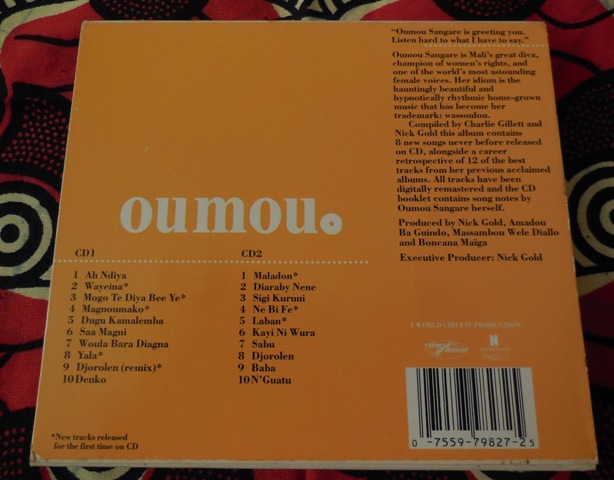 "Oumou Sangare is greeting you.
Listen hard to what I have to say."
Oumou Sangare is Mali's great diva,
champion of women's rights, and
one of the world's most astounding
female voices. Her idiom is the
hauntingly beautiful and
hypnotically rhythmic home-grown
music that has become her
trademark: wassoulou.
Compiled by Charlie Gillett and
Nick Gold this album contains
8 new songs never before released
on CD, alongside a career
retrospective of 12 of the best
tracks from her previous acclaimed
albums. All tracks have been
digitally remastered and the CD
booklet contains song notes by
Oumou Sangare herself.
Produced by Nick Gold, Amadou
Ba Guindo, Massambou Wele Diallo
and Boncana Maïga
Executive Producer: Nick Gold
oumou.
CD1
1 Ah Ndiya
2 Wayeina*
3 Mogo Te Diya Bee Ye*
4 Magnoumako*
5 Dugu Kamalemba
6 Saa Magni
7 Woula Bara Diagna
8 Yala*
9 Djorolen (remix)*
10 Denko
CD2
1 Maladon*
2 Diaraby Nene
3 Sigi Kuruni
4 Ne Bi Fe*
5 Laban*
6 Kayi Ni Wura
7 Sabu
8 Djorolen
9 Baba
10 N'Guatu
*New tracks released
for the first time on CD
A WORLD CIRCUIT PRODUCTION
N
79827-2
0 -7559-79827-2 5